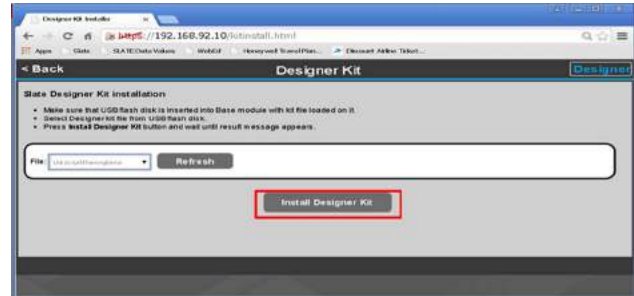 Designer Kit Installer
https://192.168.92.10/kitinstall.html
Apps Slate SLATE Data Values WebGf Honeywell TravelPlan... Discount Airline Ticket...
< Back Designer Kit Designer
Slate Designer Kit installation
Make sure that USB flash disk is inserted into Base module with kit file loaded on it.
Select Designer kit file from USB flash disk.
Press Install Designer Kit button and wait until result message appears.
File: Refresh
Install Designer Kit